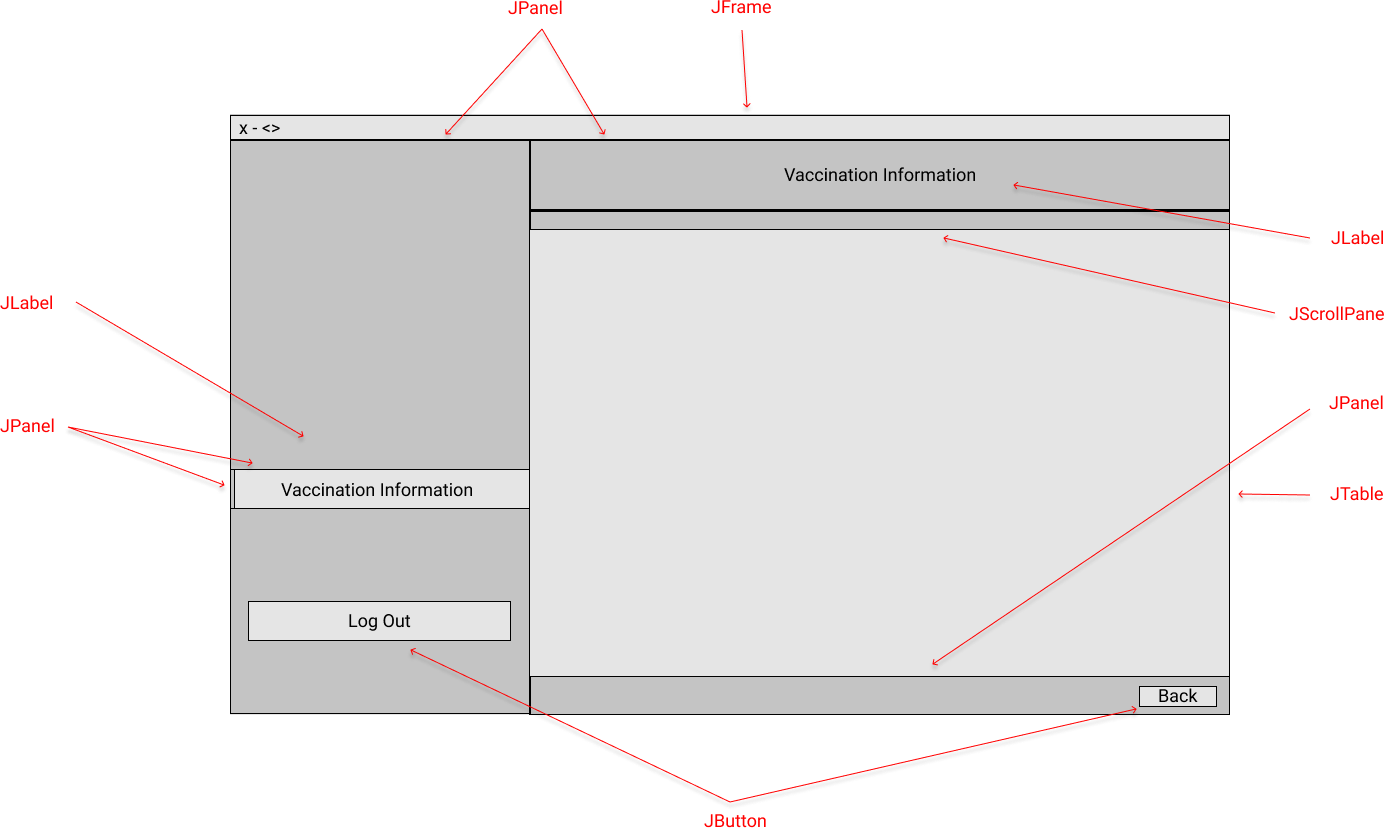 JPanel
JFrame
x - <>
Vaccination Information
JLabel
JScrollPane
JLabel
JPanel
JPanel
Vaccination Information
JTable
Log Out
Back
JButton